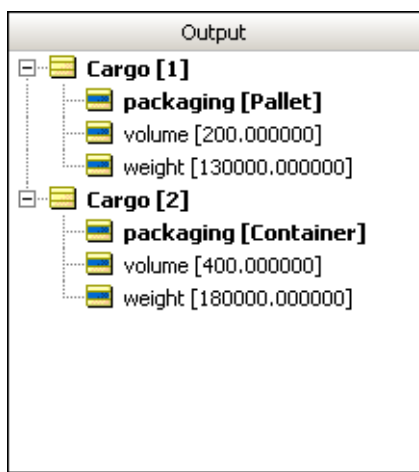 Output
Cargo [1]
packaging [Pallet]
volume [200.000000]
weight [130000.000000]
Cargo [2]
packaging [Container]
volume [400.000000]
weight [180000.000000]